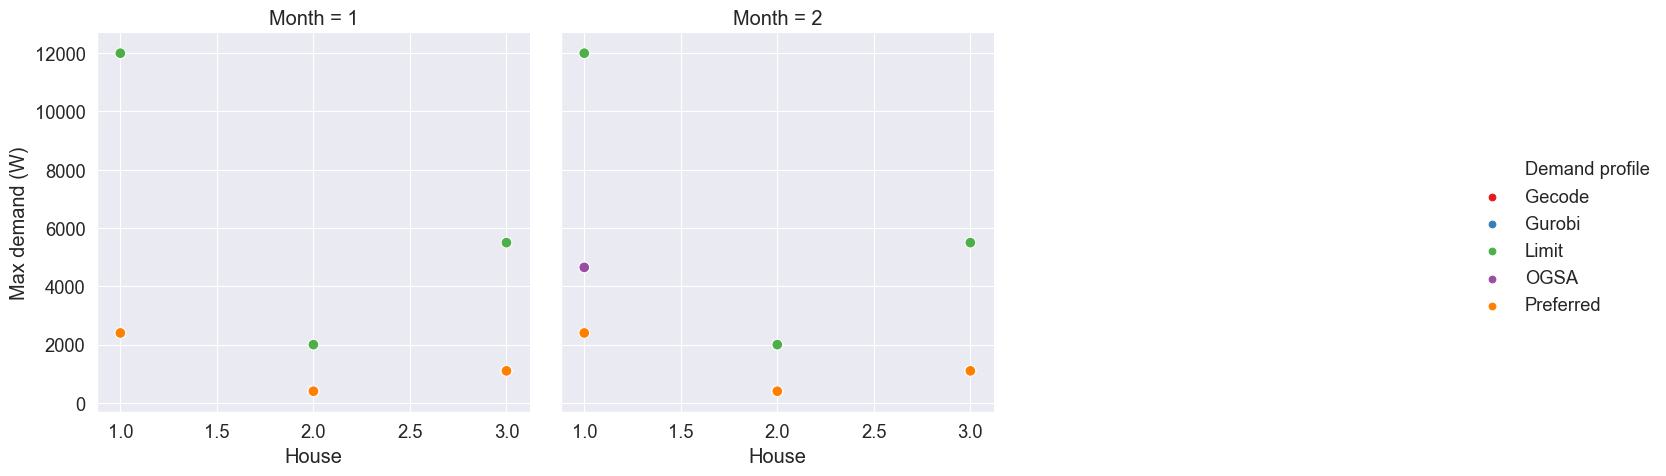 Month = 1
Month = 2
Max demand (W)
12000
10000
8000
6000
4000
2000
0
1.0 1.5 2.0 2.5 3.0
House
1.0 1.5 2.0 2.5 3.0
House
Demand profile
Gecode
Gurobi
Limit
OGSA
Preferred